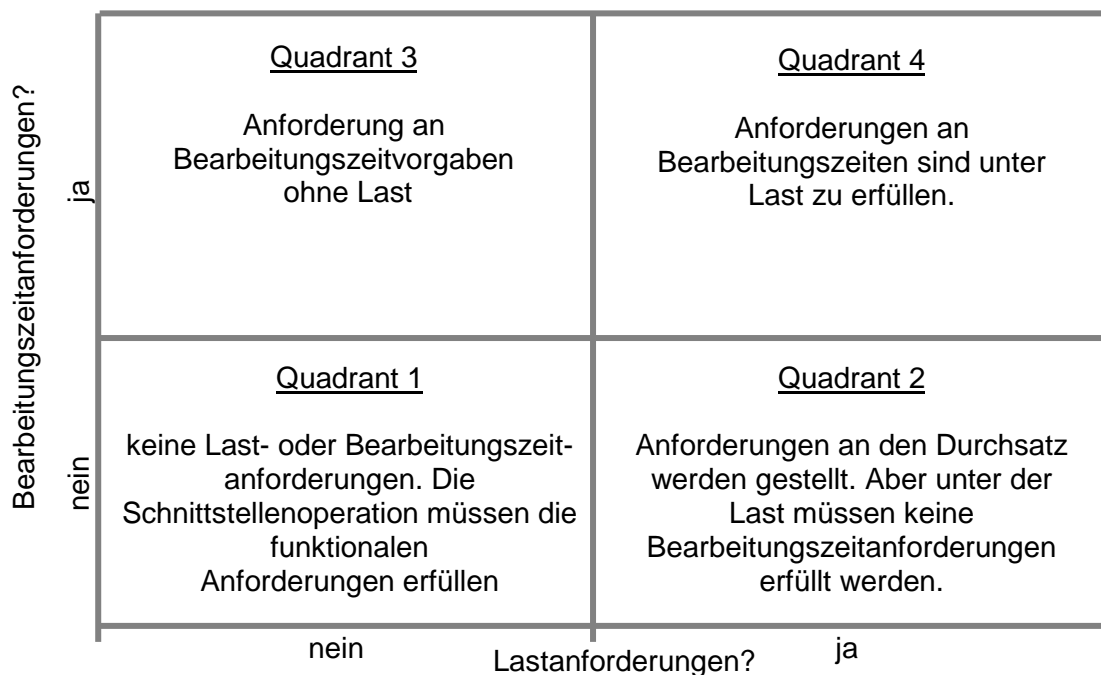 Bearbeitungszeitanforderungen?
ja
nein
Quadrant 3
Anforderung an
Bearbeitungszeitvorgaben
ohne Last
Quadrant 4
Anforderungen an
Bearbeitungszeiten sind unter
Last zu erfüllen.
Quadrant 1
keine Last- oder Bearbeitungszeit-
anforderungen. Die
Schnittstellenoperation müssen die
funktionalen
Anforderungen erfüllen
Quadrant 2
Anforderungen an den Durchsatz
werden gestellt. Aber unter der
Last müssen keine
Bearbeitungszeitanforderungen
erfüllt werden.
nein
Lastanforderungen?
ja